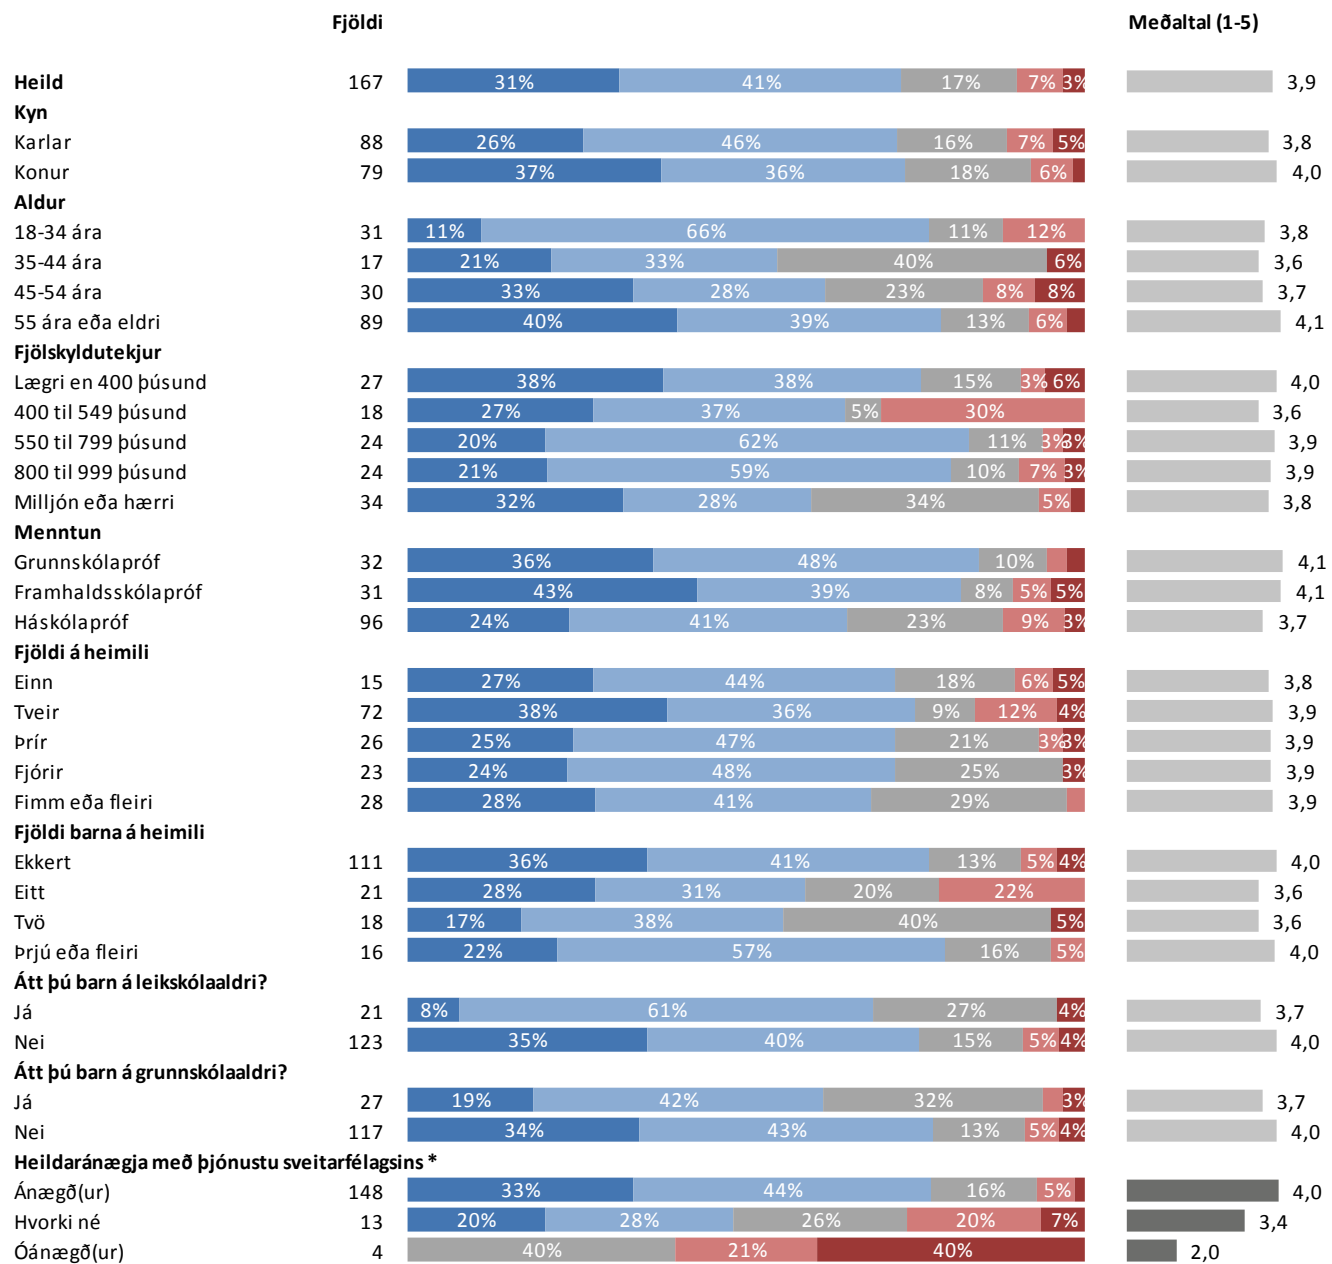 Fjöldi Meðaltal (1-5)
Heild 167 31% 41% 17% 7% 3% 3,9
Kyn
Karlar 88 26% 46% 16% 7% 5% 3,8
Konur 79 37% 36% 18% 6% 4,0
Aldur
18-34 ára 31 11% 66% 11% 12% 3,8
35-44 ára 17 21% 33% 40% 6% 3,6
45-54 ára 30 33% 28% 23% 8% 8% 3,7
55 ára eða eldri 89 40% 39% 13% 6% 4,1
Fjölskyldutekjur
Lægri en 400 þúsund 27 38% 38% 15% 3% 6% 4,0
400 til 549 þúsund 18 27% 37% 5% 30% 3,6
550 til 799 þúsund 24 20% 62% 11% 3% 3% 3,9
800 til 999 þúsund 24 21% 59% 10% 7% 3% 3,9
Milljón eða hærri 34 32% 28% 34% 5% 3,8
Menntun
Grunnskólapróf 32 36% 48% 10% 4,1
Framhaldsskólapróf 31 43% 39% 8% 5% 5% 4,1
Háskólapróf 96 24% 41% 23% 9% 3% 3,7
Fjöldi á heimili
Einn 15 27% 44% 18% 6% 5% 3,8
Tveir 72 38% 36% 9% 12% 4% 3,9
Þrír 26 25% 47% 21% 3% 3% 3,9
Fjórir 23 24% 48% 25% 3% 3,9
Fimm eða fleiri 28 28% 41% 29% 3,9
Fjöldi barna á heimili
Ekkert 111 36% 41% 13% 5% 4% 4,0
Eitt 21 28% 31% 20% 22% 3,6
Tvö 18 17% 38% 40% 5% 3,6
Þrjú eða fleiri 16 22% 57% 16% 5% 4,0
Átt þú barn á leikskólaaldri?
Já 21 8% 61% 27% 4% 3,7
Nei 123 35% 40% 15% 5% 4% 4,0
Átt þú barn á grunnskólaaldri?
Já 27 19% 42% 32% 3% 3,7
Nei 117 34% 43% 13% 5% 4% 4,0
Heildaránægja með þjónustu sveitarfélagsins *
Ánægð(ur) 148 33% 44% 16% 5% 4,0
Hvorki né 13 20% 28% 26% 20% 7% 3,4
Óánægð(ur) 4 40% 21% 40% 2,0